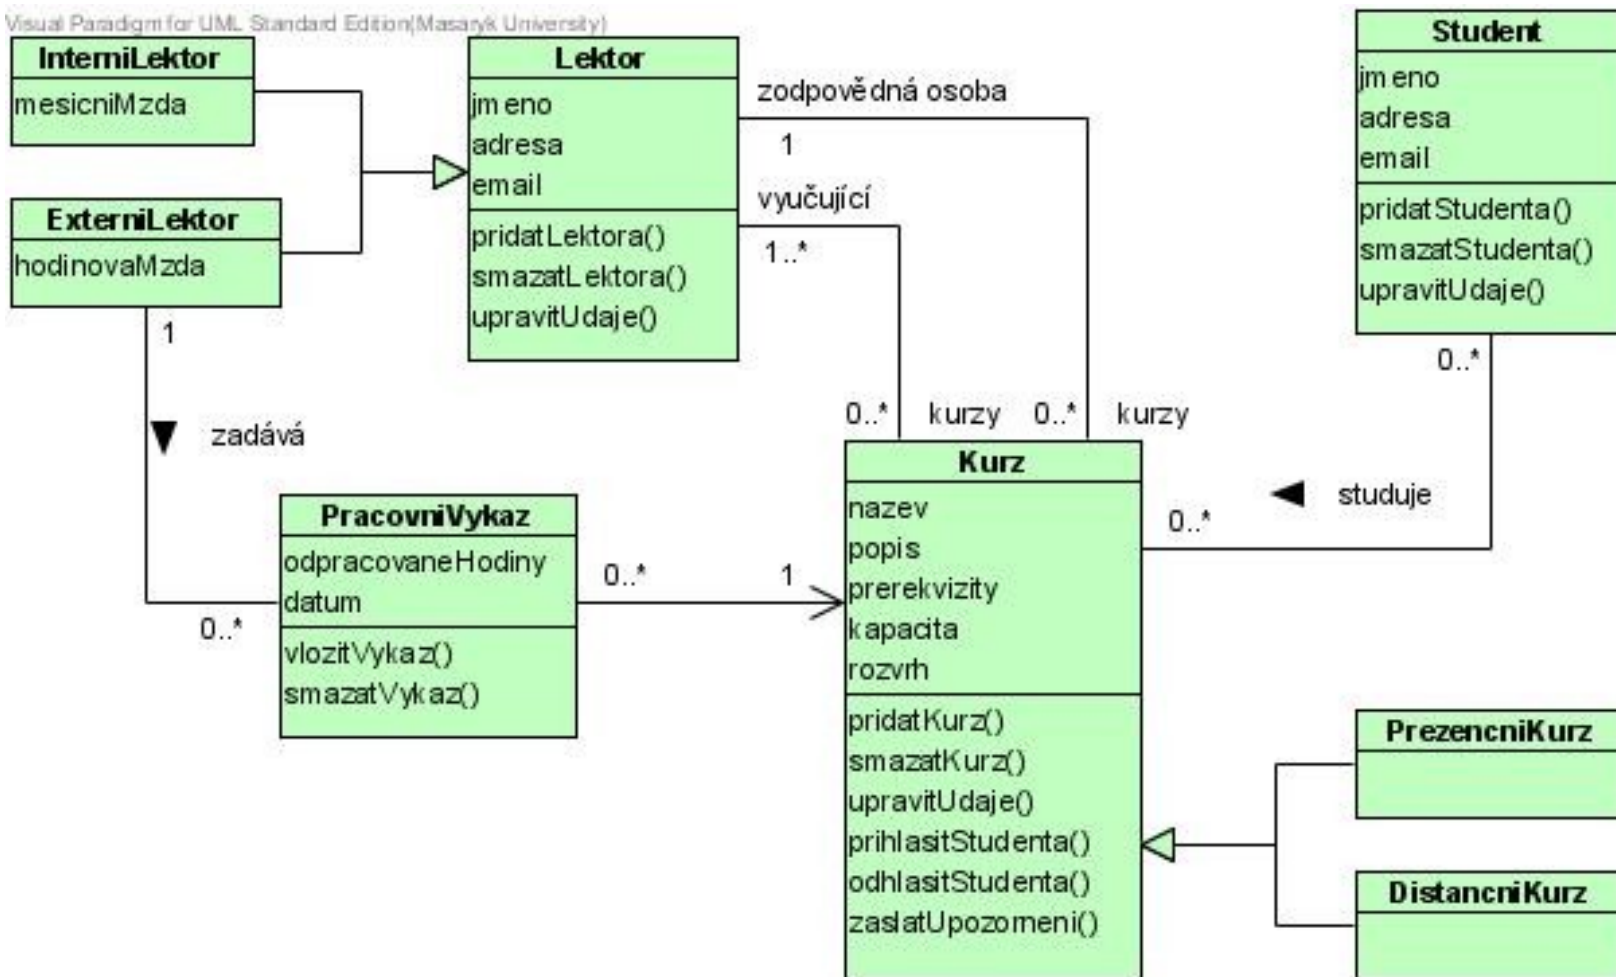 Visual Paradigm for UML Standard Edition(Masaryk University)
InterniLektor
mesicniMzda
ExterniLektor
hodinovaMzda
Lektor
jmeno
adresa
email
pridatLektora()
smazatLektora()
upravitUdaje()
zodpovědná osoba
1
vyučující
1..*
Student
jmeno
adresa
email
pridatStudenta()
smazatStudenta()
upravitUdaje()
0..*
1
zadává
0..*
0..* kurzy 0..* kurzy
studuje
0..*
PracovniVykaz
odpracovaneHodiny
datum
vlozitVykaz()
smazatVykaz()
0..* 1
Kurz
nazev
popis
prerekvizity
kapacita
rozvrh
pridatKurz()
smazatKurz()
upravitUdaje()
prihlasitStudenta()
odhlasitStudenta()
zaslatUpozorneni()
PrezencniKurz
DistancniKurz